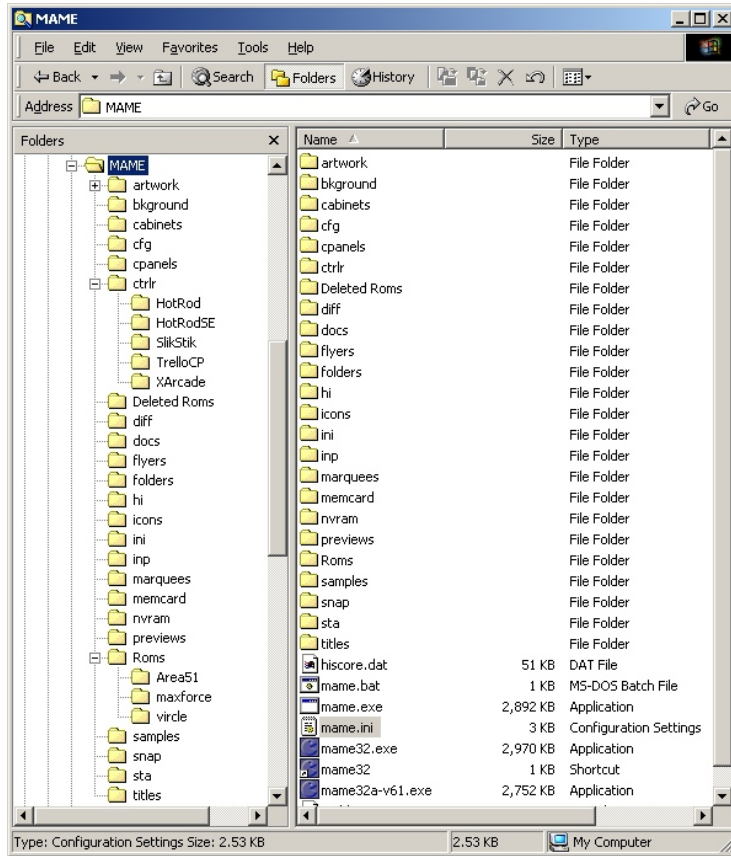 MAME
File Edit View Favorites Tools Help
Back Search Folders History
Address MAME Go
Folders
MAME
artwork
bkground
cabinets
cfg
cpanels
ctrlr
HotRod
HotRodSE
SlikStik
TrelloCP
XArcade
Deleted Roms
diff
docs
flyers
folders
hi
icons
ini
inp
marquees
memcard
nvram
previews
Roms
Area51
maxforce
vircle
samples
snap
sta
titles
Name Size Type
artwork File Folder
bkground File Folder
cabinets File Folder
cfg File Folder
cpanels File Folder
ctrlr File Folder
Deleted Roms File Folder
diff File Folder
docs File Folder
flyers File Folder
folders File Folder
hi File Folder
icons File Folder
ini File Folder
inp File Folder
marquees File Folder
memcard File Folder
nvram File Folder
previews File Folder
Roms File Folder
samples File Folder
snap File Folder
sta File Folder
titles File Folder
hiscore.dat 51 KB DAT File
mame.bat 1 KB MS-DOS Batch File
mame.exe 2,892 KB Application
mame.ini 3 KB Configuration Settings
mame32.exe 2,970 KB Application
mame32 1 KB Shortcut
mame32a-v61.exe 2,752 KB Application
Type: Configuration Settings Size: 2.53 KB 2.53 KB My Computer